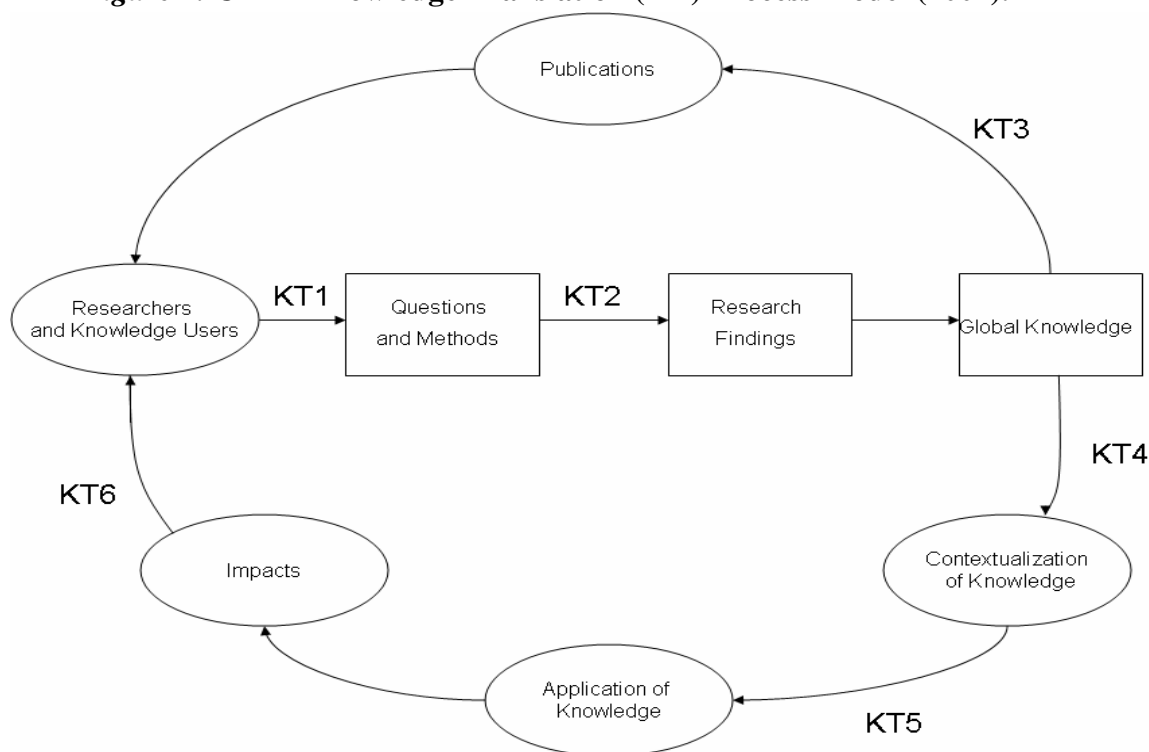 Publications
KT3
Researchers
and Knowledge Users
KT1
Questions
and Methods
KT2
Research
Findings
Global Knowledge
KT4
KT6
Impacts
Contextualization
of Knowledge
Application of
Knowledge
KT5